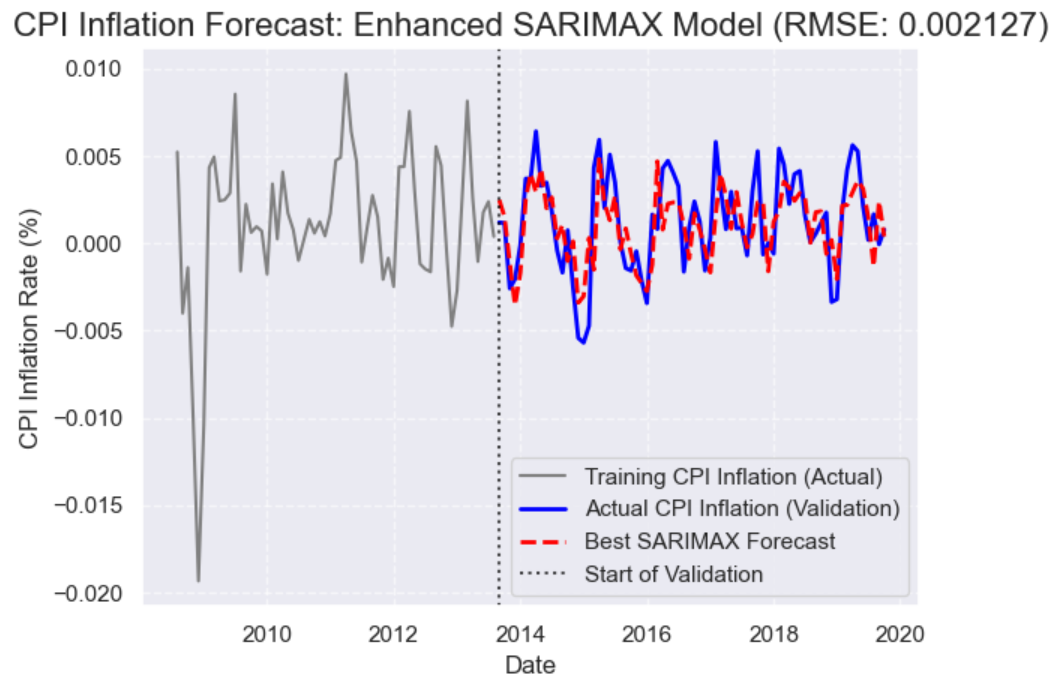 CPI Inflation Forecast: Enhanced SARIMAX Model (RMSE: 0.002127)
CPI Inflation Rate (%)
0.010
0.005
0.000
−0.005
−0.010
−0.015
−0.020
Training CPI Inflation (Actual)
Actual CPI Inflation (Validation)
Best SARIMAX Forecast
Start of Validation
2010 2012 2014 2016 2018 2020
Date